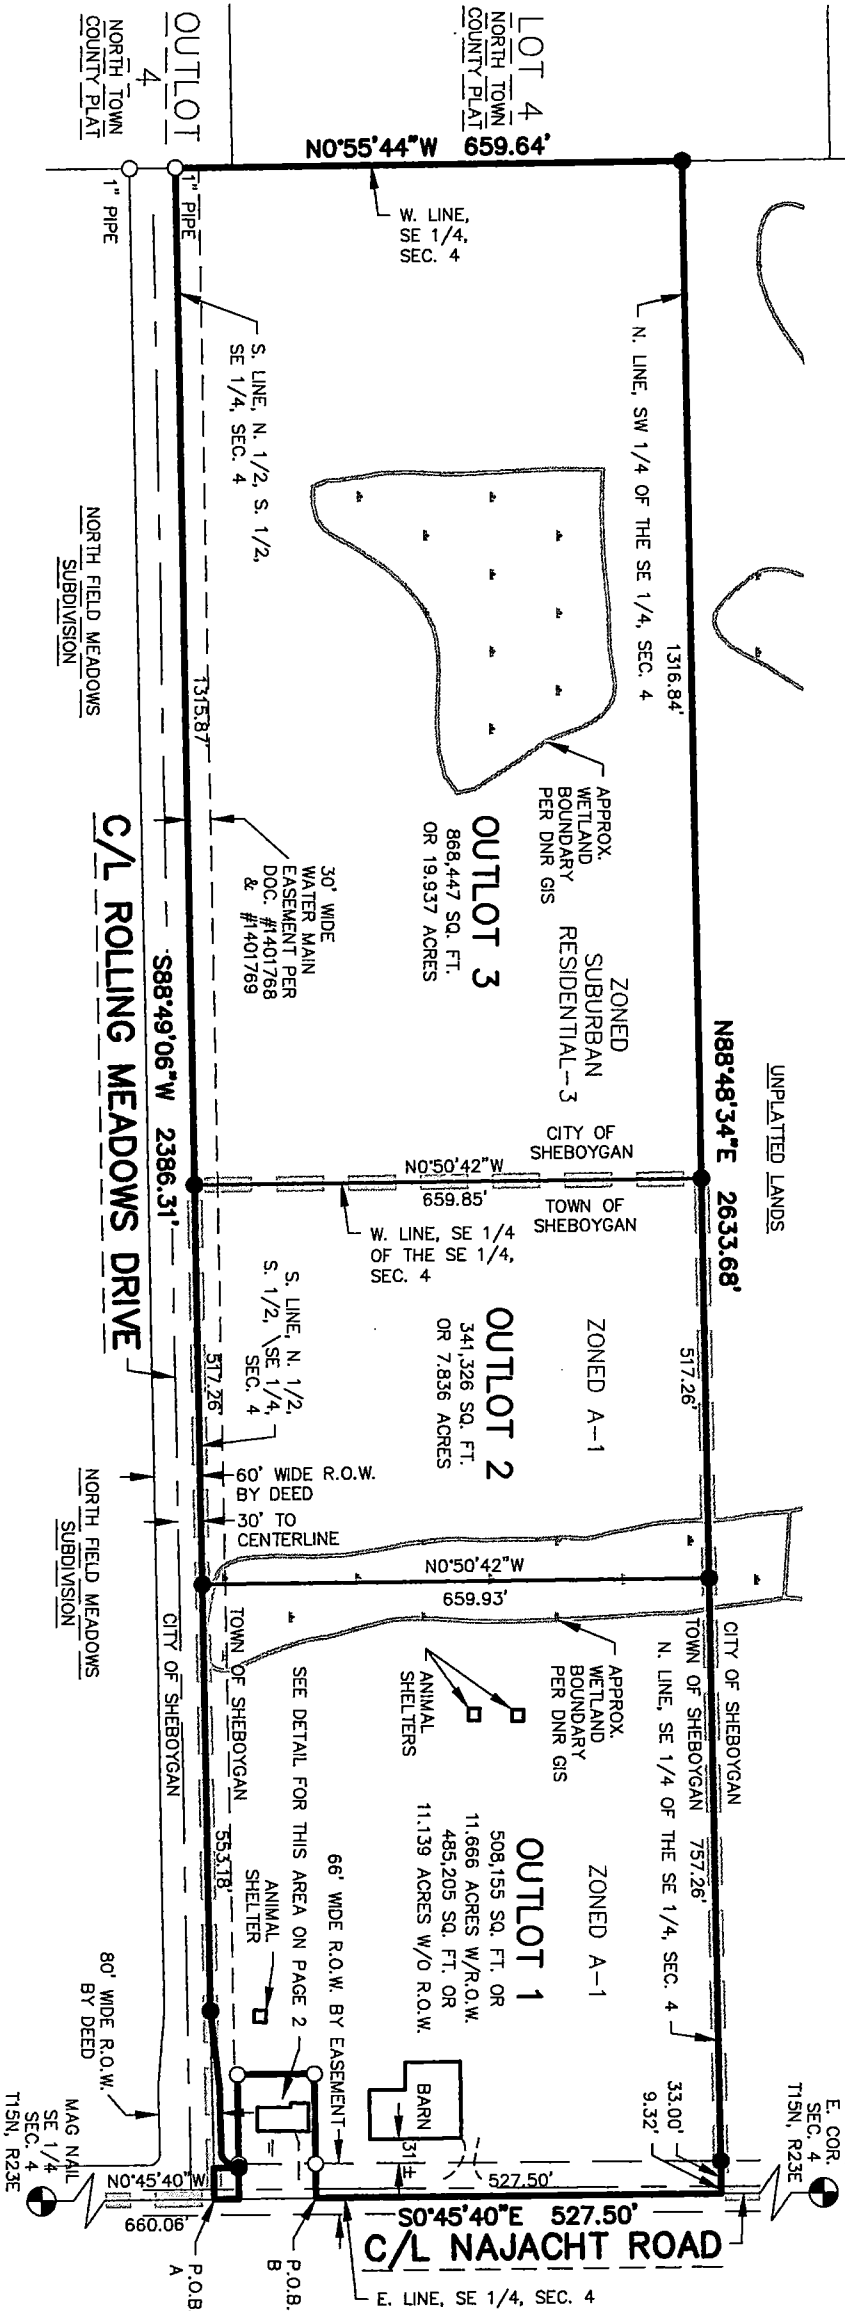 LOT 4
NORTH TOWN
COUNTY PLAT
OUTLOT
4
NORTH TOWN
COUNTY PLAT
N0°55'44"W 659.64'
W. LINE,
SE 1/4,
SEC. 4
1" PIPE
1" PIPE
N. LINE, SW 1/4 OF THE SE 1/4, SEC. 4
1316.84'
S. LINE, N. 1/2, S. 1/2,
SE 1/4, SEC. 4
NORTH FIELD MEADOWS
SUBDIVISION
1315.87'
APPROX.
WETLAND
BOUNDARY
PER DNR GIS
OUTLOT 3
868,447 SQ. FT.
OR 19.937 ACRES
ZONED
SUBURBAN
RESIDENTIAL-3
30' WIDE
WATER MAIN
EASEMENT PER
DOC. #1401768
& #1401769
C/L ROLLING MEADOWS DRIVE
S88°49'06"W 2386.31'
UNPLATTED LANDS
N88°48'34"E 2633.68'
CITY OF
SHEBOYGAN
N0°50'42"W
659.85'
TOWN OF
SHEBOYGAN
W. LINE, SE 1/4
OF THE SE 1/4,
SEC. 4
S. LINE, N. 1/2,
S. 1/2, SE 1/4,
SEC. 4
517.26'
517.26'
OUTLOT 2
341,326 SQ. FT.
OR 7.836 ACRES
ZONED A-1
60' WIDE R.O.W.
BY DEED
30' TO
CENTERLINE
NORTH FIELD MEADOWS
SUBDIVISION
N0°50'42"W
659.93'
CITY OF SHEBOYGAN
TOWN OF SHEBOYGAN
757.26'
N. LINE, SE 1/4 OF THE SE 1/4, SEC. 4
APPROX.
WETLAND
BOUNDARY
PER DNR GIS
ANIMAL
SHELTERS
TOWN OF SHEBOYGAN
CITY OF SHEBOYGAN
SEE DETAIL FOR THIS AREA ON PAGE 2
553.18'
ANIMAL
SHELTER
66' WIDE R.O.W. BY EASEMENT
OUTLOT 1
508,155 SQ. FT. OR
11.666 ACRES W/R.O.W.
485,205 SQ. FT. OR
11.139 ACRES W/O R.O.W.
ZONED A-1
80' WIDE R.O.W.
BY DEED
BARN
31'±
33.00'
9.32'
E. COR.
SEC. 4
T15N, R23E
MAG NAIL
SE 1/4
SEC. 4
T15N, R23E
N0°45'40"W
660.06'
527.50'
S0°45'40"E 527.50'
C/L NAJACHT ROAD
P.O.B.
A
P.O.B.
B
E. LINE, SE 1/4, SEC. 4